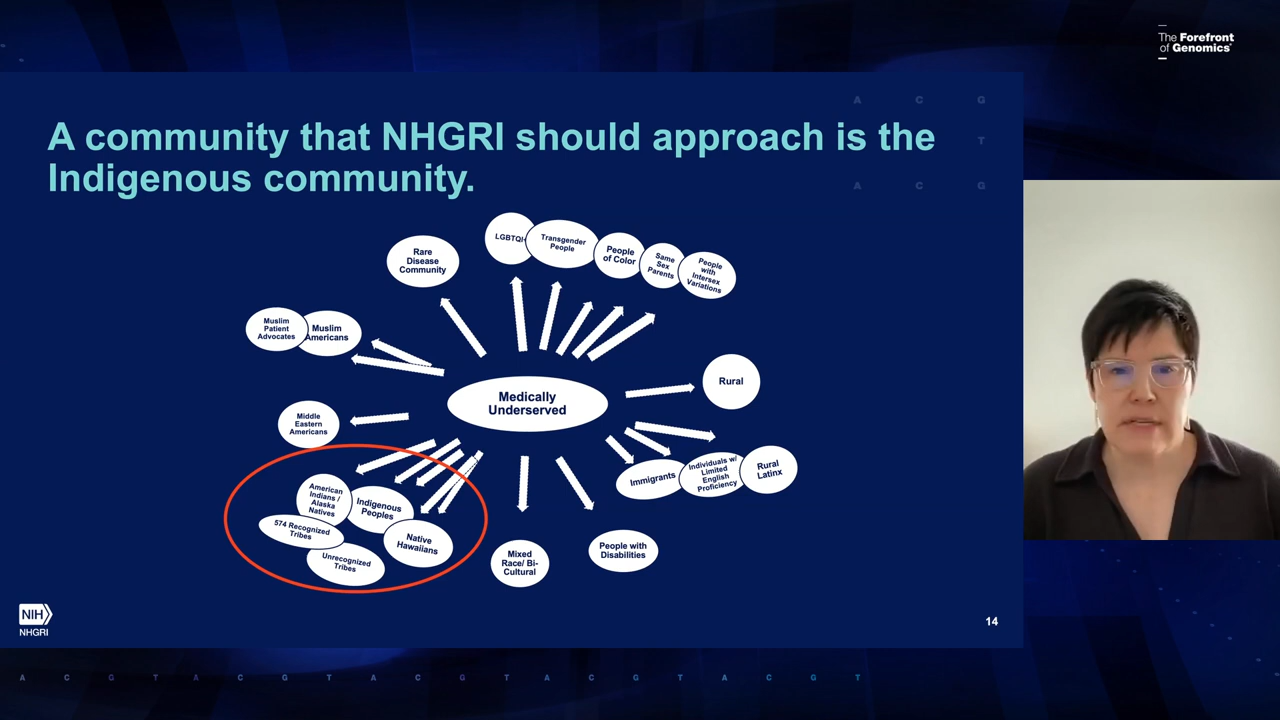 The Forefront
of Genomics®
A C G
T
A C G
A community that NHGRI should approach is the
Indigenous community.
Rare
Disease
Community
LGBTQI+
Transgender
People
People
of Color
Same
Sex
Parents
People
with
Intersex
Variations
Muslim
Patient
Advocates
Muslim
Americans
Rural
Medically
Underserved
Middle
Eastern
Americans
Immigrants
Individuals w/
Limited
English
Proficiency
Rural
Latinx
American
Indians /
Alaska
Natives
Indigenous
Peoples
574 Recognized
Tribes
Native
Hawaiians
Unrecognized
Tribes
Mixed
Race/ Bi-
Cultural
People with
Disabilities
NIH
NHGRI
14
A C G T A C G T A C G T A C G T A C G T